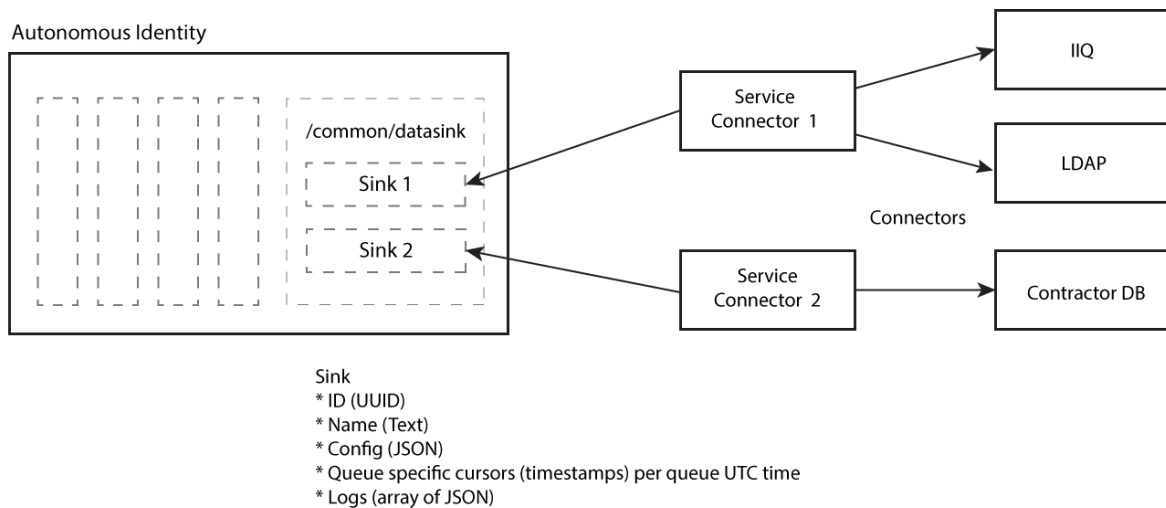 Autonomous Identity
/common/datasink
Sink 1
Sink 2
Service
Connector 1
Service
Connector 2
Connectors
IIQ
LDAP
Contractor DB
Sink
* ID (UUID)
* Name (Text)
* Config (JSON)
* Queue specific cursors (timestamps) per queue UTC time
* Logs (array of JSON)